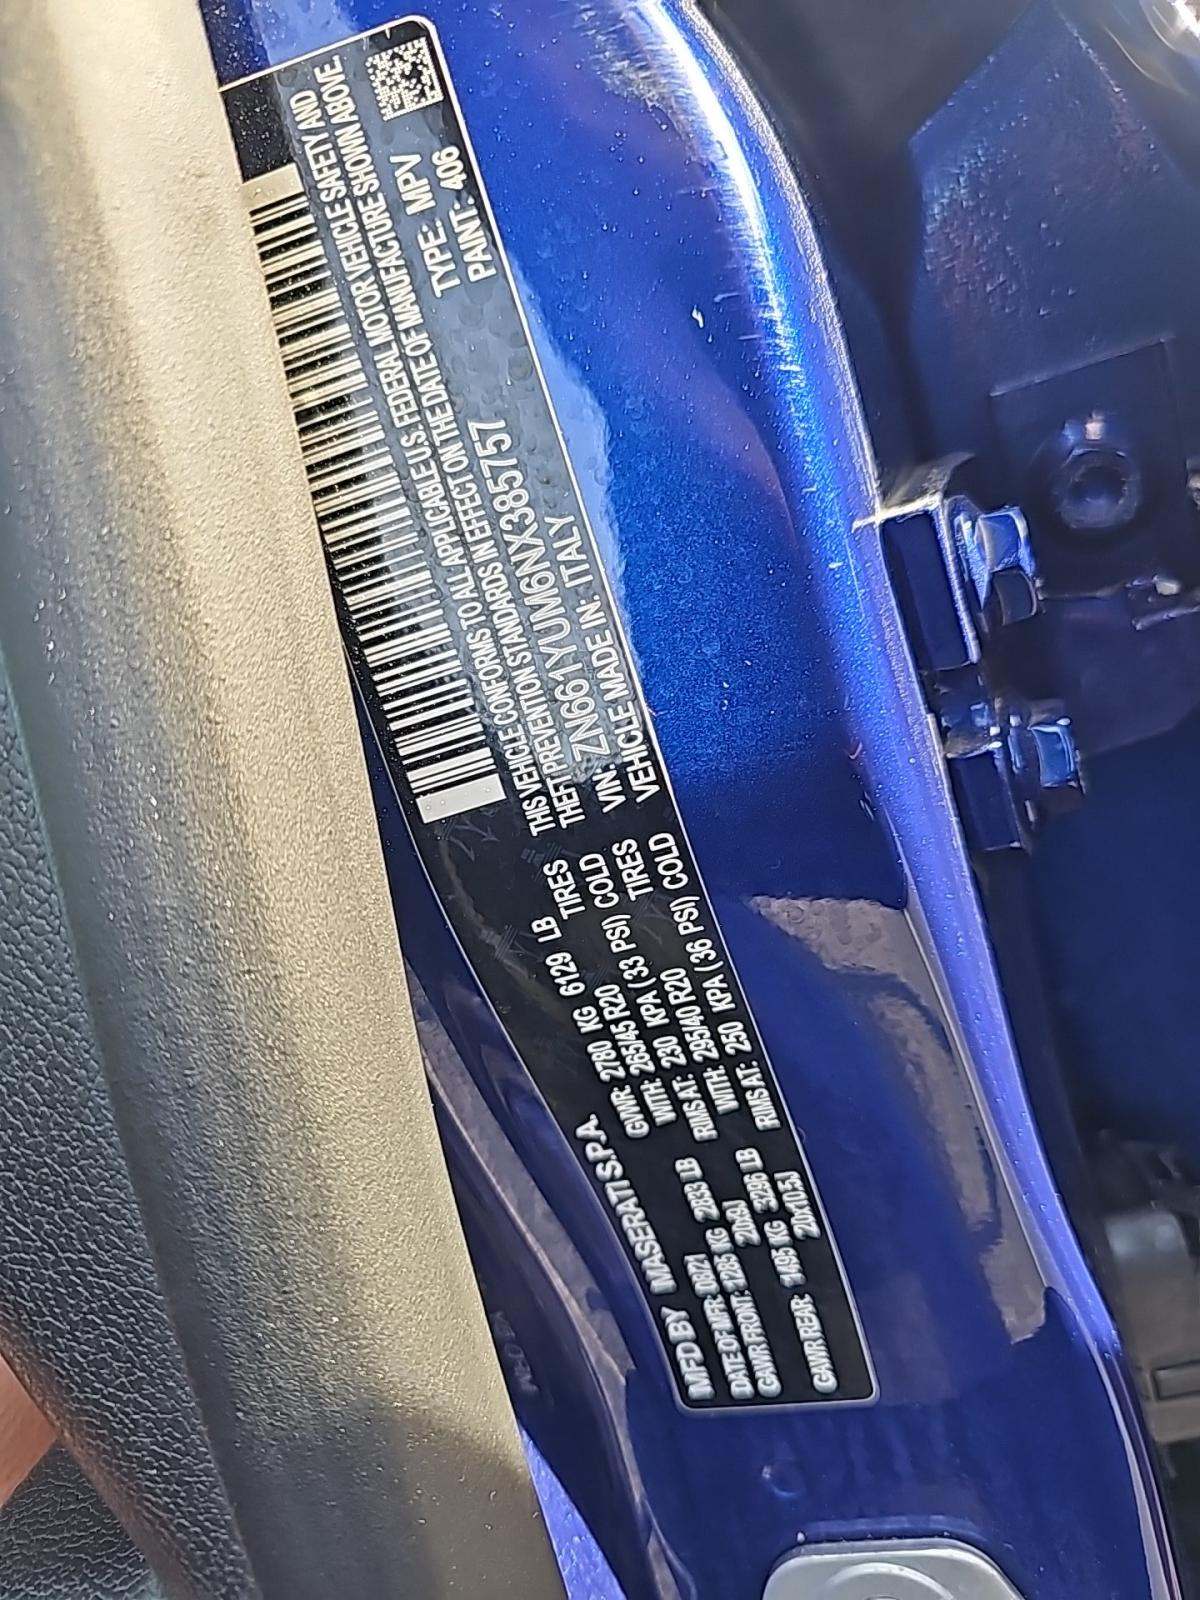 MFD BY MASERATI S.P.A.
DATE OF MFR: 08/21 GVWR: 2780 KG 6129 LB
GAWR FRONT: 1285 KG 2833 LB WITH: 265/45 R20 TIRES
20x9J RIMS AT: 230 KPA (33 PSI) COLD
GAWR REAR: 1495 KG 3296 LB WITH: 295/40 R20 TIRES
20x10.5J RIMS AT: 250 KPA (36 PSI) COLD
THIS VEHICLE CONFORMS TO ALL APPLICABLE U.S. FEDERAL MOTOR VEHICLE SAFETY AND
THEFT PREVENTION STANDARDS IN EFFECT ON THE DATE OF MANUFACTURE SHOWN ABOVE.
VIN: ZN661YUM6NX385757 TYPE: MPV
VEHICLE MADE IN: ITALY PAINT: 406